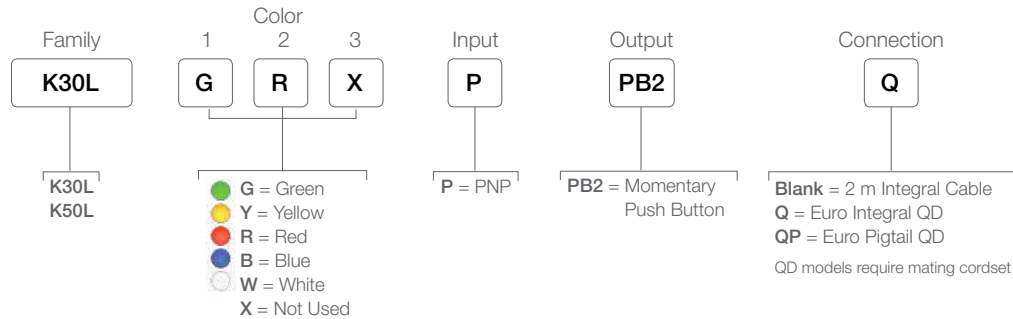 Color
Family 1 2 3 Input Output Connection
K30L G R X P PB2 Q
K30L
K50L
G = Green
Y = Yellow
R = Red
B = Blue
W = White
X = Not Used
P = PNP
PB2 = Momentary
Push Button
Blank = 2 m Integral Cable
Q = Euro Integral QD
QP = Euro Pigtail QD
QD models require mating cordset